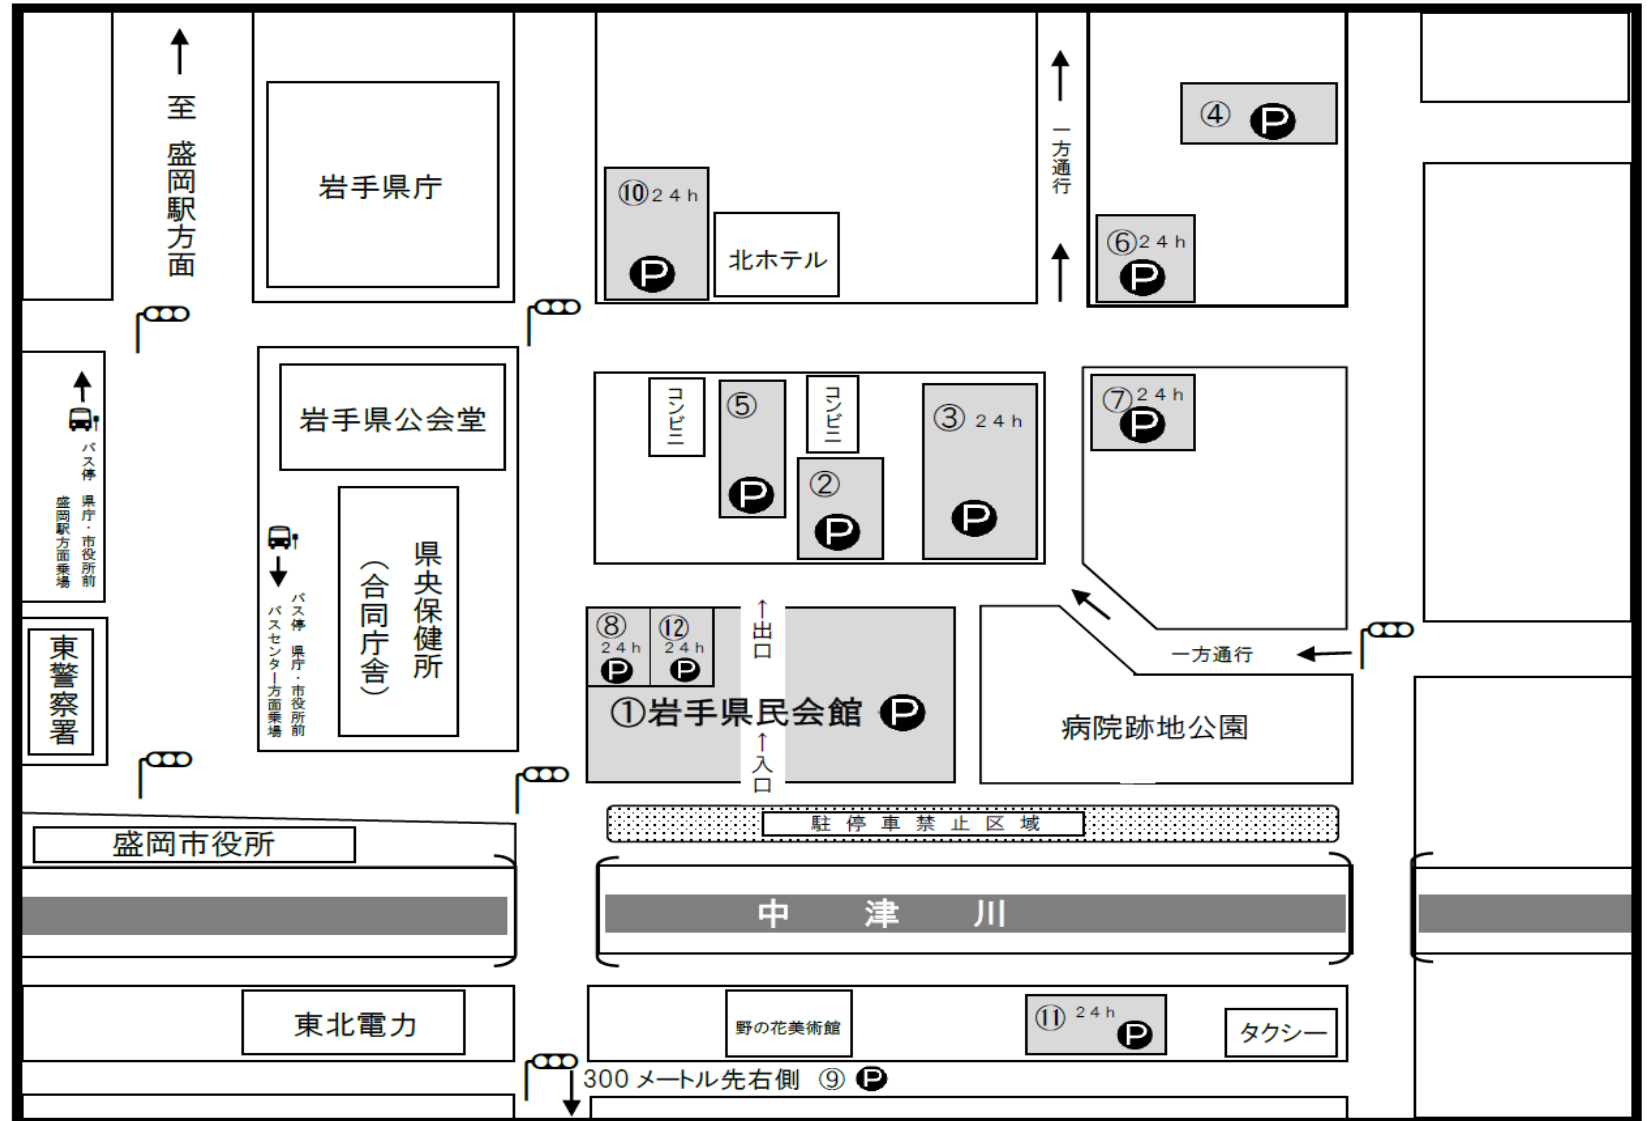 至 盛岡駅方面
岩手県庁
⑩24h
P
北ホテル
一方通行
④ P
⑥24h
P
岩手県公会堂
コンビニ
⑤
P
コンビニ
②
P
③ 24h
P
⑦24h
P
バス停 県庁・市役所前
盛岡駅方面乗場
バス停 県庁・市役所前
バスセンター方面乗場
県央保健所
(合同庁舎)
東警察署
⑧
24h
P
⑫
24h
P
↑出口
①岩手県民会館 P
↑入口
一方通行
病院跡地公園
駐停車禁止区域
盛岡市役所
中津川
東北電力
野の花美術館
⑪ 24h
P
タクシー
300メートル先右側 ⑨ P